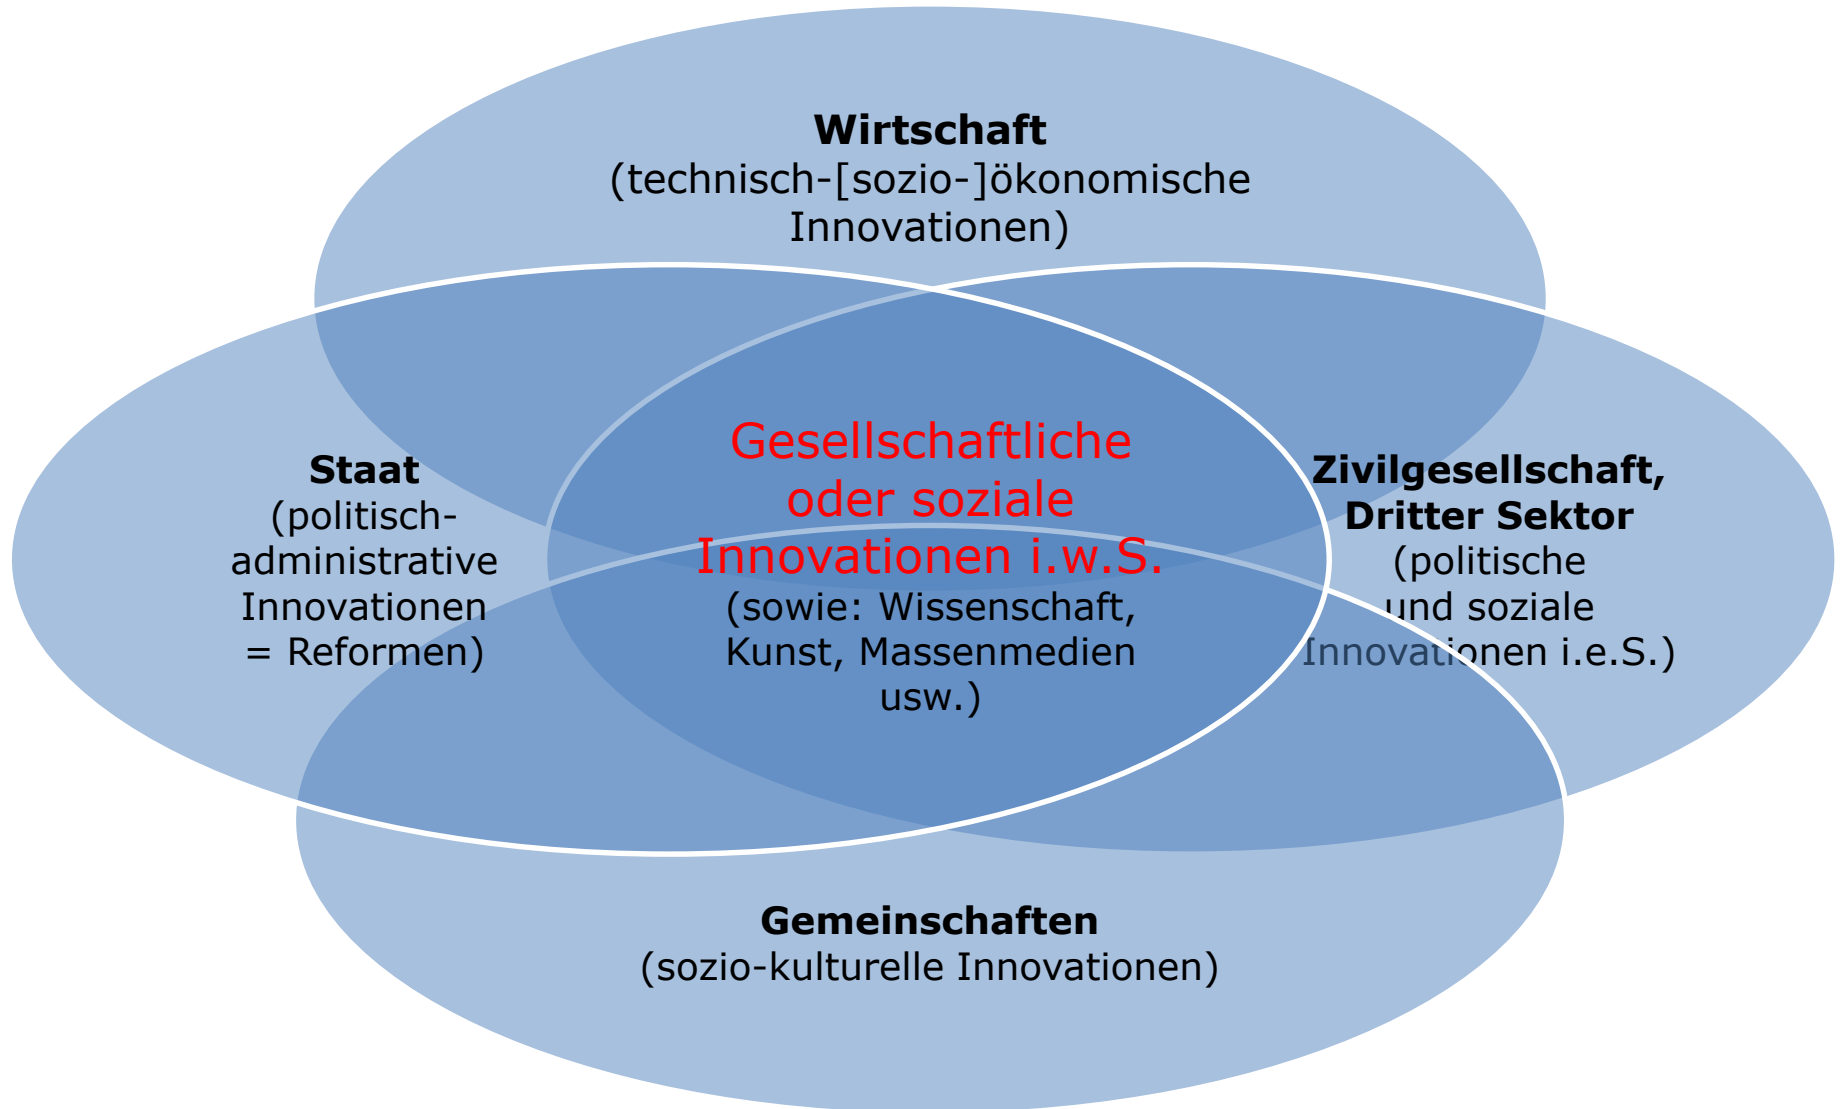 Wirtschaft
(technisch-[sozio-]ökonomische
Innovationen)
Staat
(politisch-
administrative
Innovationen
= Reformen)
Gesellschaftliche
oder soziale
Innovationen i.w.S.
(sowie: Wissenschaft,
Kunst, Massenmedien
usw.)
Zivilgesellschaft,
Dritter Sektor
(politische
und soziale
Innovationen i.e.S.)
Gemeinschaften
(sozio-kulturelle Innovationen)